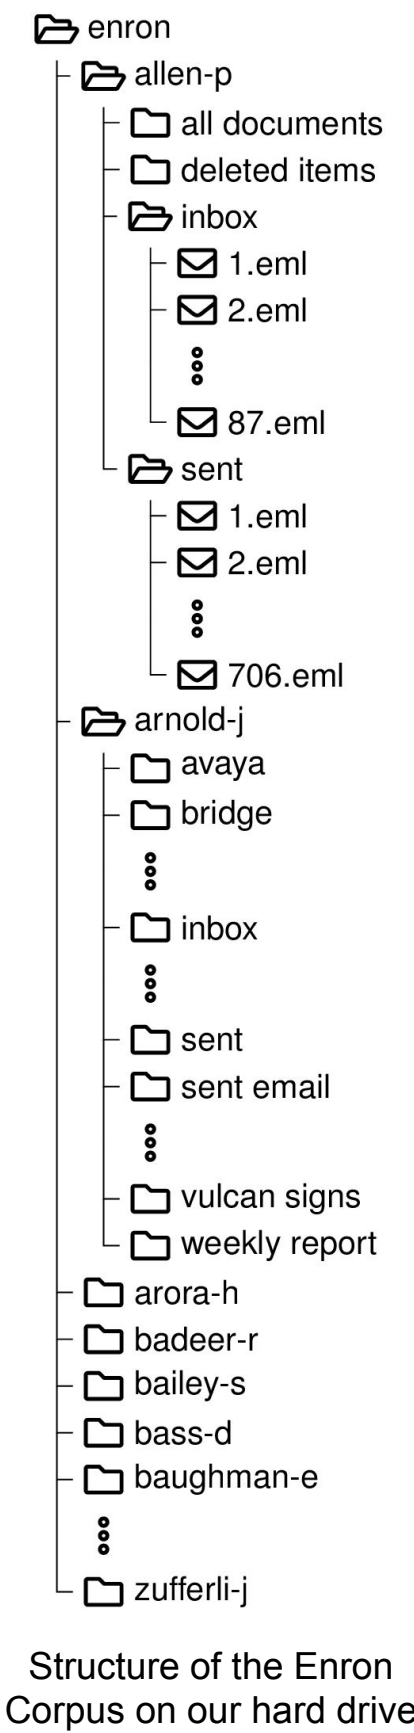 enron
allen-p
all documents
deleted items
inbox
1.eml
2.eml
87.eml
sent
1.eml
2.eml
706.eml
arnold-j
avaya
bridge
inbox
sent
sent email
vulcan signs
weekly report
arora-h
badeer-r
bailey-s
bass-d
baughman-e
zufferli-j
Structure of the Enron
Corpus on our hard drive